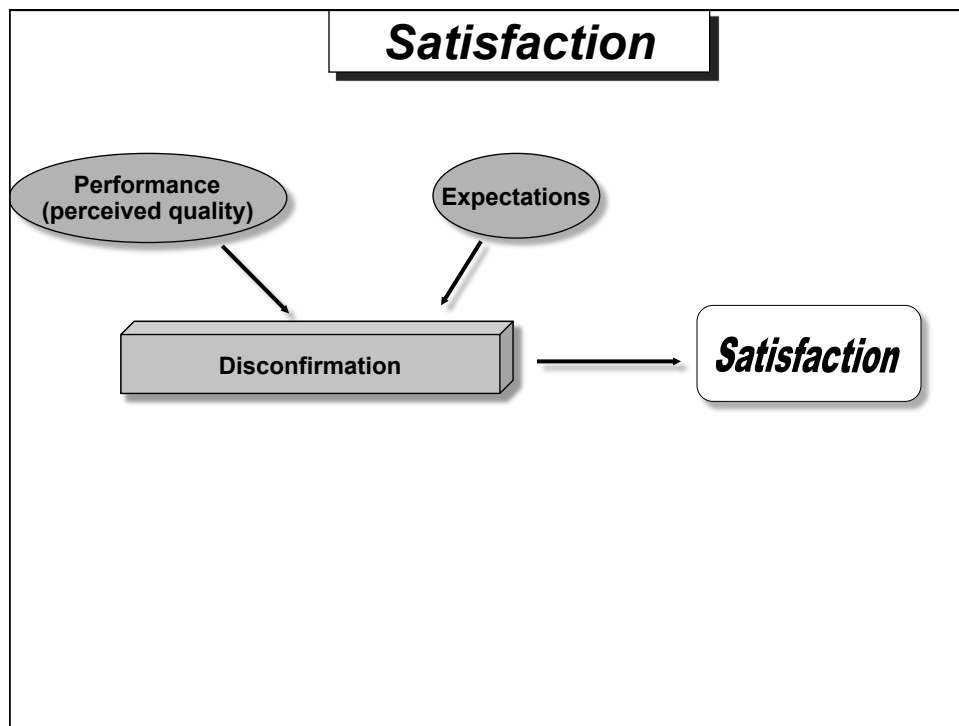 Satisfaction
Performance
(perceived quality)
Expectations
Disconfirmation
Satisfaction